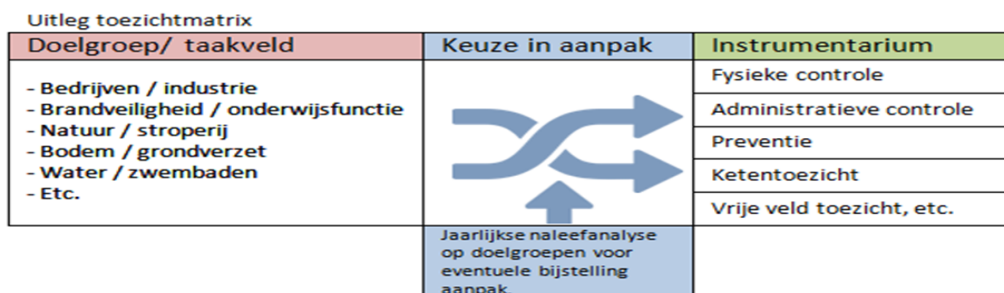 Uitleg toezichtmatrix
Doelgroep/ taakveld
Keuze in aanpak
Instrumentarium
- Bedrijven / industrie
- Brandveiligheid / onderwijsfunctie
- Natuur / stroperij
- Bodem / grondverzet
- Water / zwembaden
- Etc.
Fysieke controle
Administratieve controle
Preventie
Ketentoezicht
Vrije veld toezicht, etc.
Jaarlijkse naleefanalyse
op doelgroepen voor
eventuele bijstelling
aanpak.